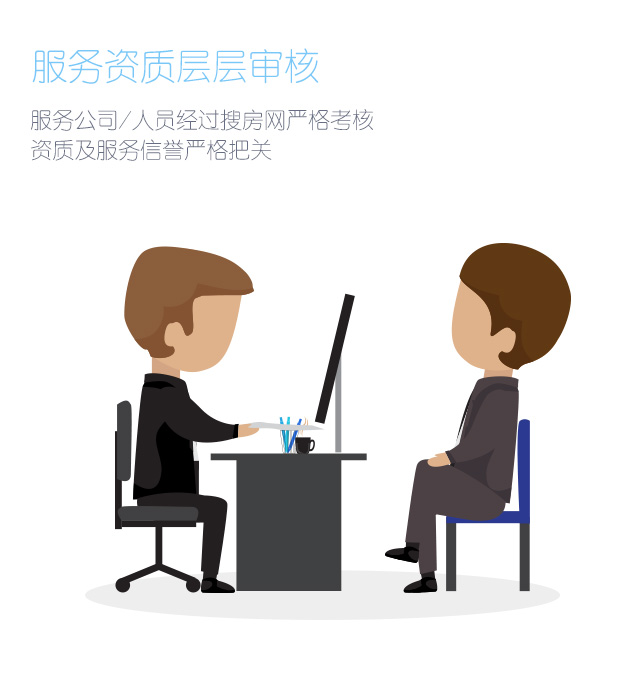 服务资质层层审核
服务公司/人员经过搜房网严格考核
资质及服务信誉严格把关